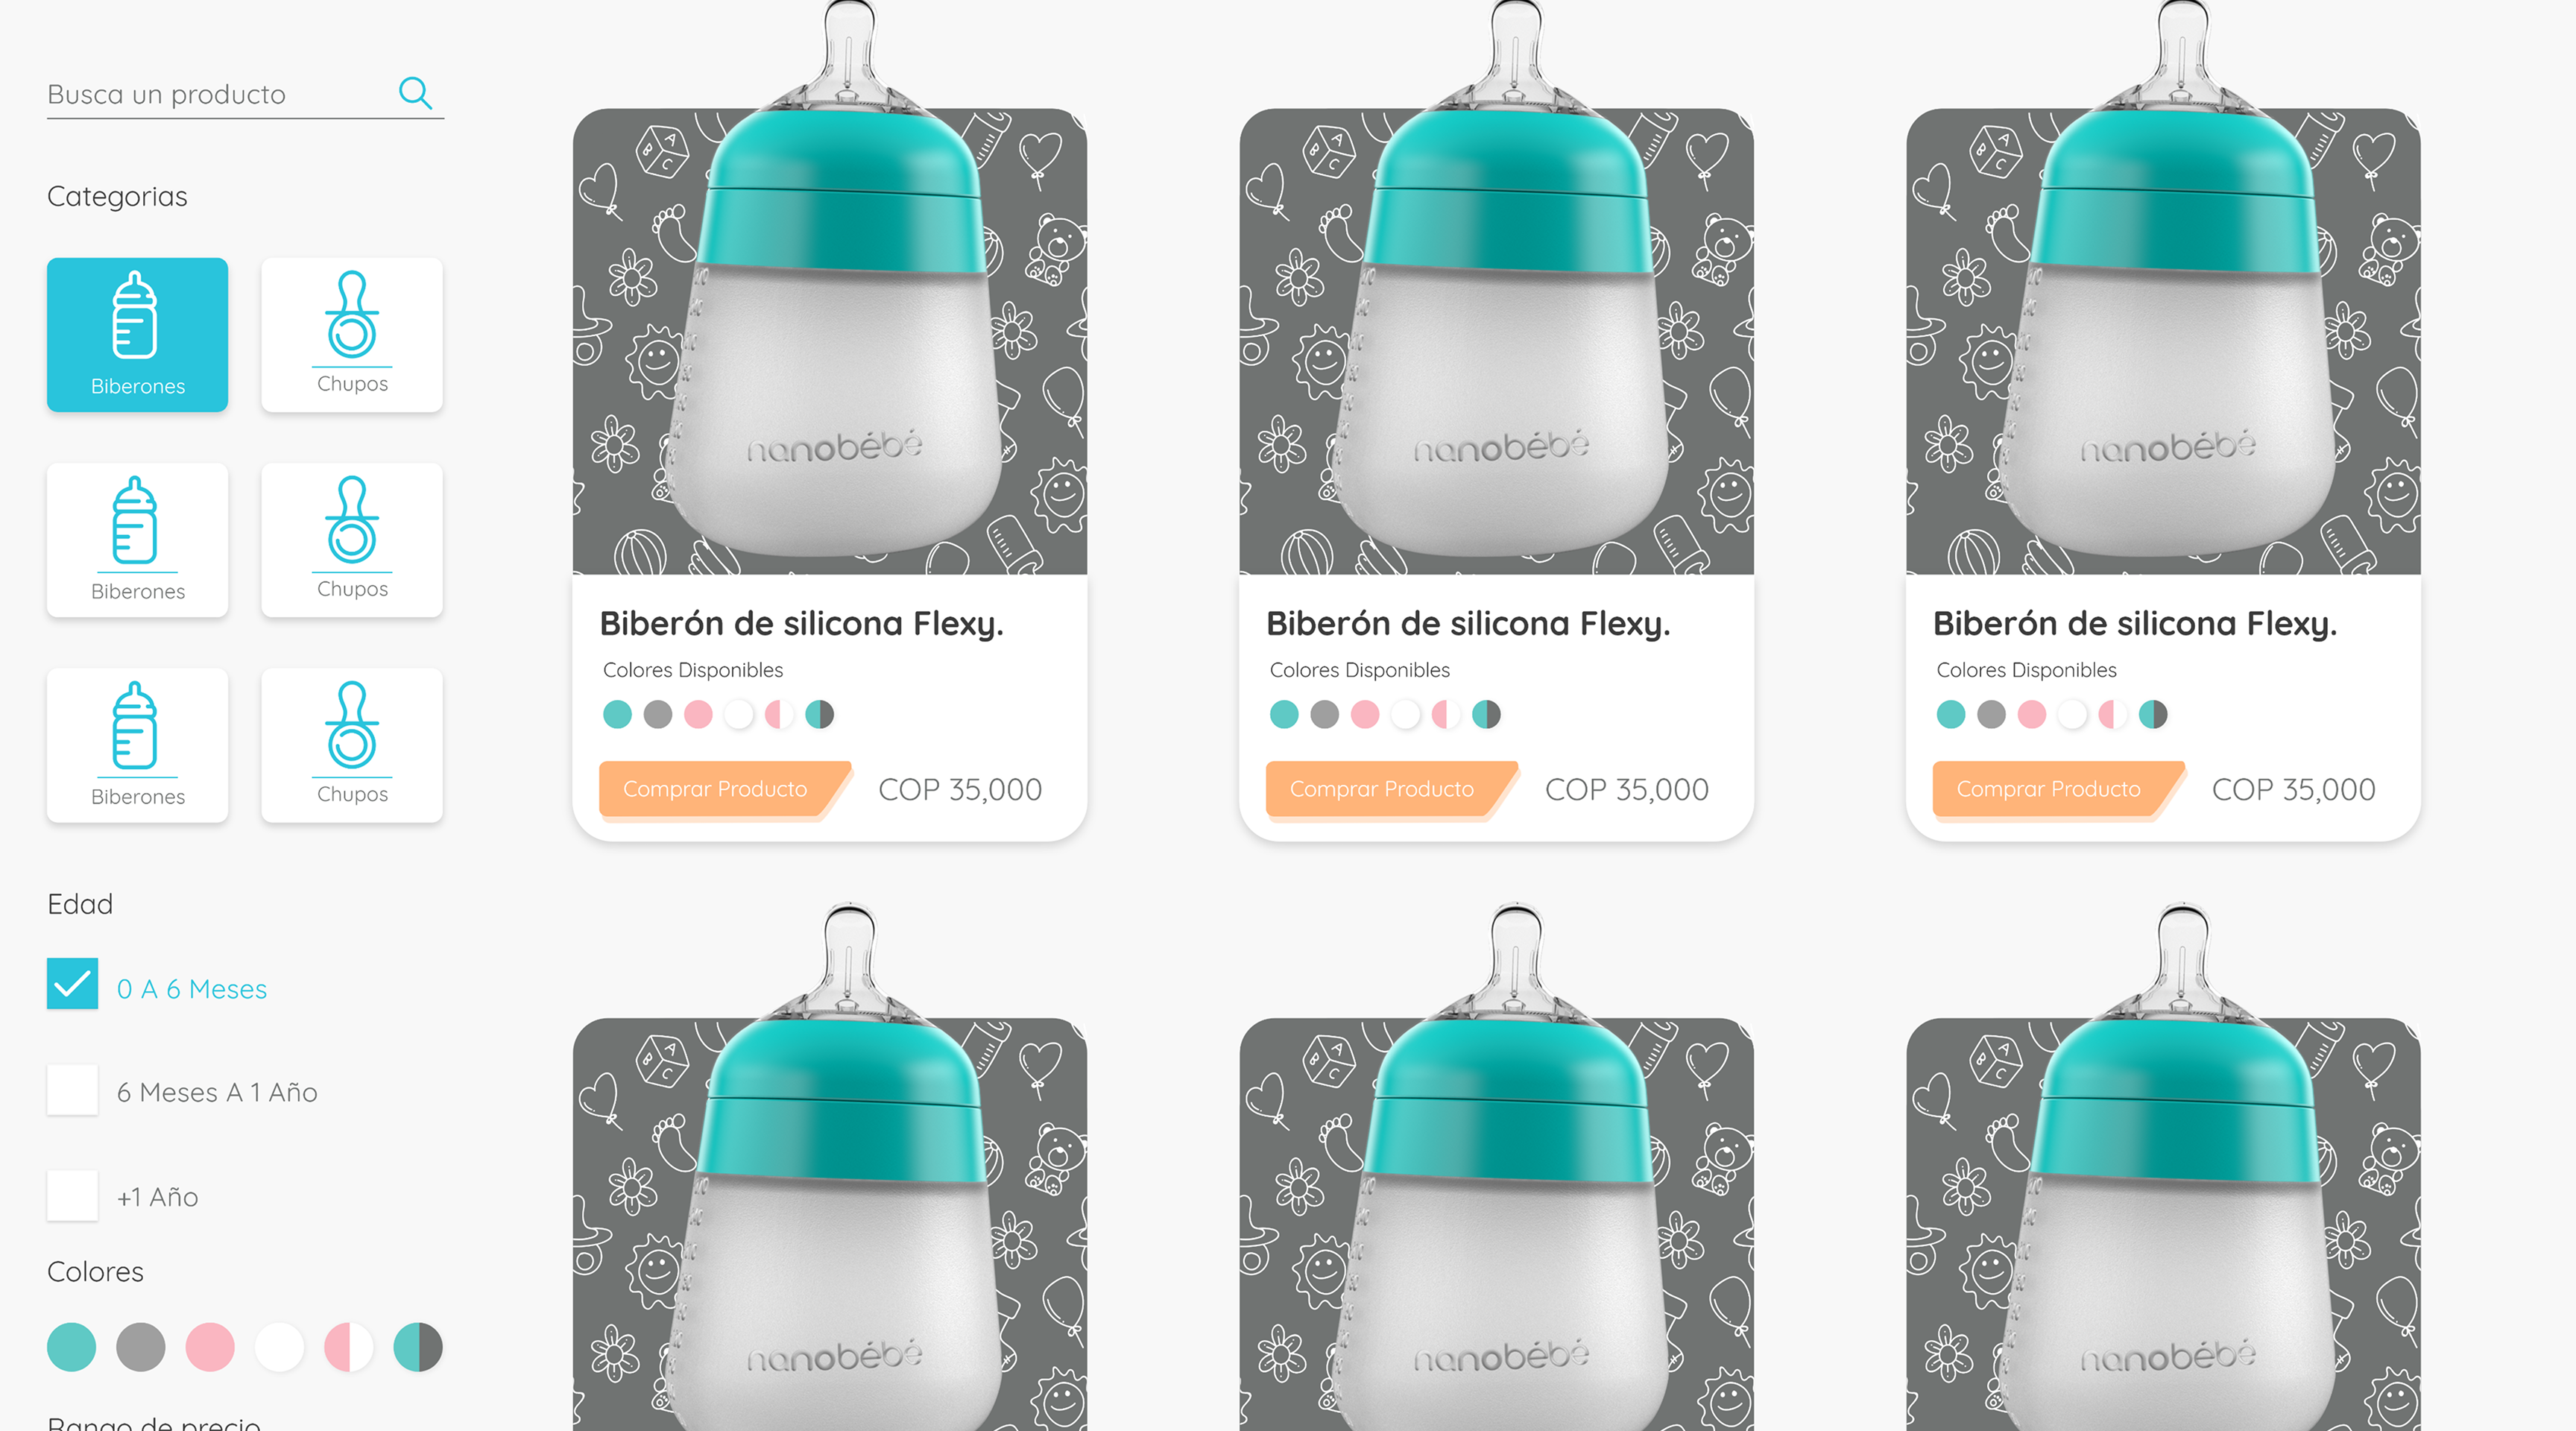 Busca un producto
Categorias
Biberones
Chupos
Biberones
Chupos
Biberones
Chupos
Edad
0 A 6 Meses
6 Meses A 1 Año
+1 Año
Colores
Rango de precio
A
B
C
nanobébé
Biberón de silicona Flexy.
Colores Disponibles
Comprar Producto
COP 35,000
A
B
C
nanobébé
Biberón de silicona Flexy.
Colores Disponibles
Comprar Producto
COP 35,000
A
B
C
nanobébé
Biberón de silicona Flexy.
Colores Disponibles
Comprar Producto
COP 35,000
A
B
C
nanobébé
A
B
C
nanobébé
A
B
C
nanobébé